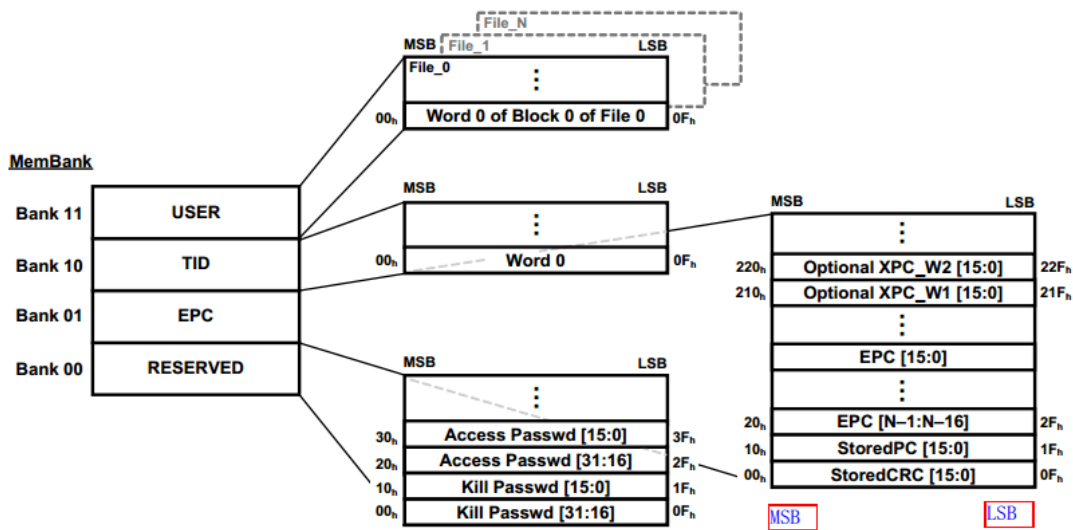 File_N
MSB File_1 LSB
File_0
⋮
00h Word 0 of Block 0 of File 0 0Fh
MemBank
Bank 11 USER
Bank 10 TID
Bank 01 EPC
Bank 00 RESERVED
MSB LSB
⋮
00h Word 0 0Fh
MSB LSB
⋮
30h Access Passwd [15:0] 3Fh
20h Access Passwd [31:16] 2Fh
10h Kill Passwd [15:0] 1Fh
00h Kill Passwd [31:16] 0Fh
MSB LSB
⋮
220h Optional XPC_W2 [15:0] 22Fh
210h Optional XPC_W1 [15:0] 21Fh
⋮
EPC [15:0]
⋮
20h EPC [N–1:N–16] 2Fh
10h StoredPC [15:0] 1Fh
00h StoredCRC [15:0] 0Fh
MSB LSB